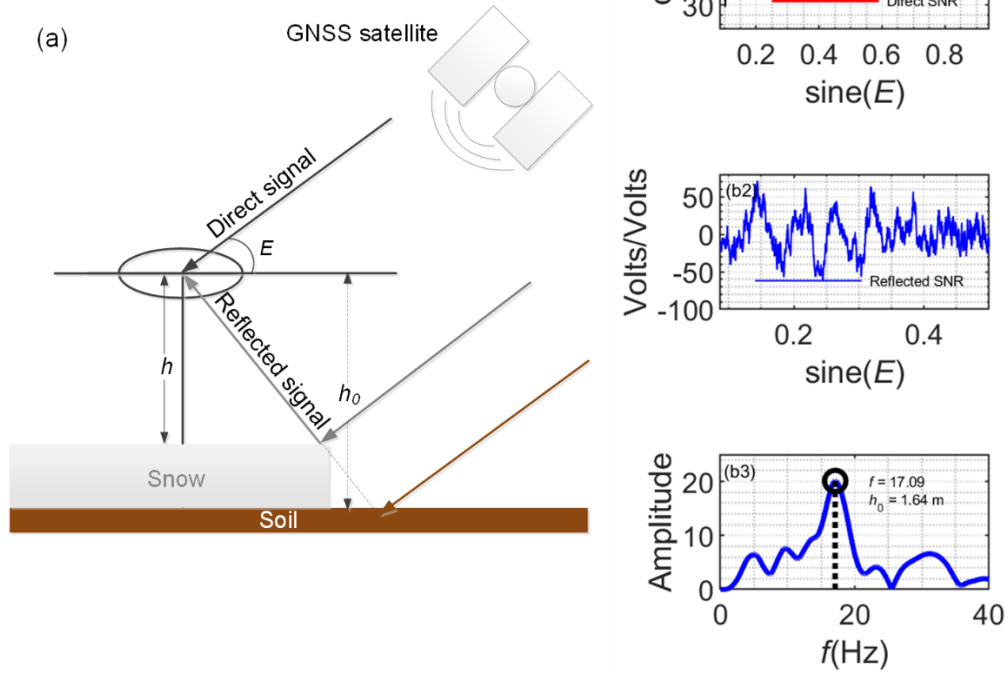 (a)
GNSS satellite
Direct signal
E
Reflected signal
h
h0
Snow
Soil
30
Direct SNR
0.2 0.4 0.6 0.8
sine(E)
Volts/Volts
(b2)
50
0
-50
-100
Reflected SNR
0.2 0.4
sine(E)
Amplitude
(b3)
20
10
0
f = 17.09
h0 = 1.64 m
0 20 40
f(Hz)